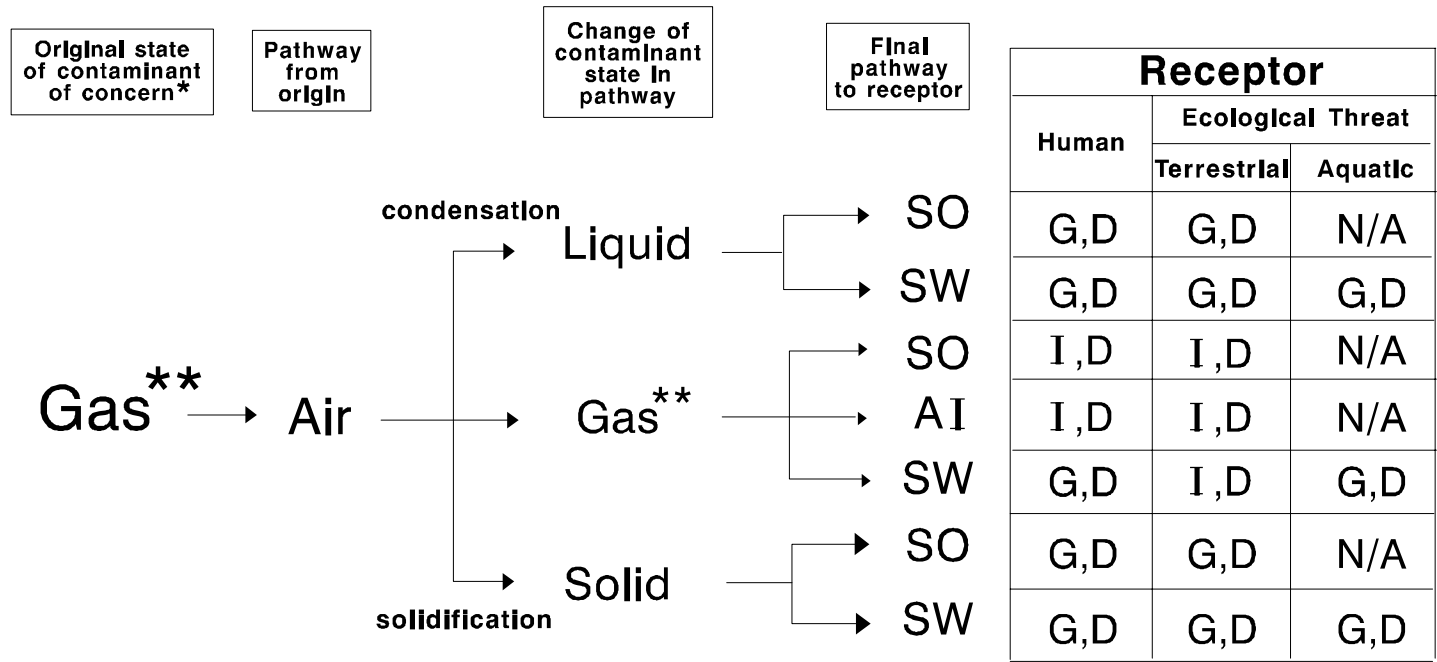 Original state
of contaminant
of concern*
Pathway
from
origin
Change of
contaminant
state in
pathway
Final
pathway
to receptor
Receptor
Human
Ecological Threat
Terrestrial
Aquatic
Gas**
Air
condensation
Liquid
SO
G,D
G,D
N/A
SW
G,D
G,D
G,D
Gas**
SO
I,D
I,D
N/A
AI
I,D
I,D
N/A
SW
G,D
I,D
G,D
solidification
Solid
SO
G,D
G,D
N/A
SW
G,D
G,D
G,D